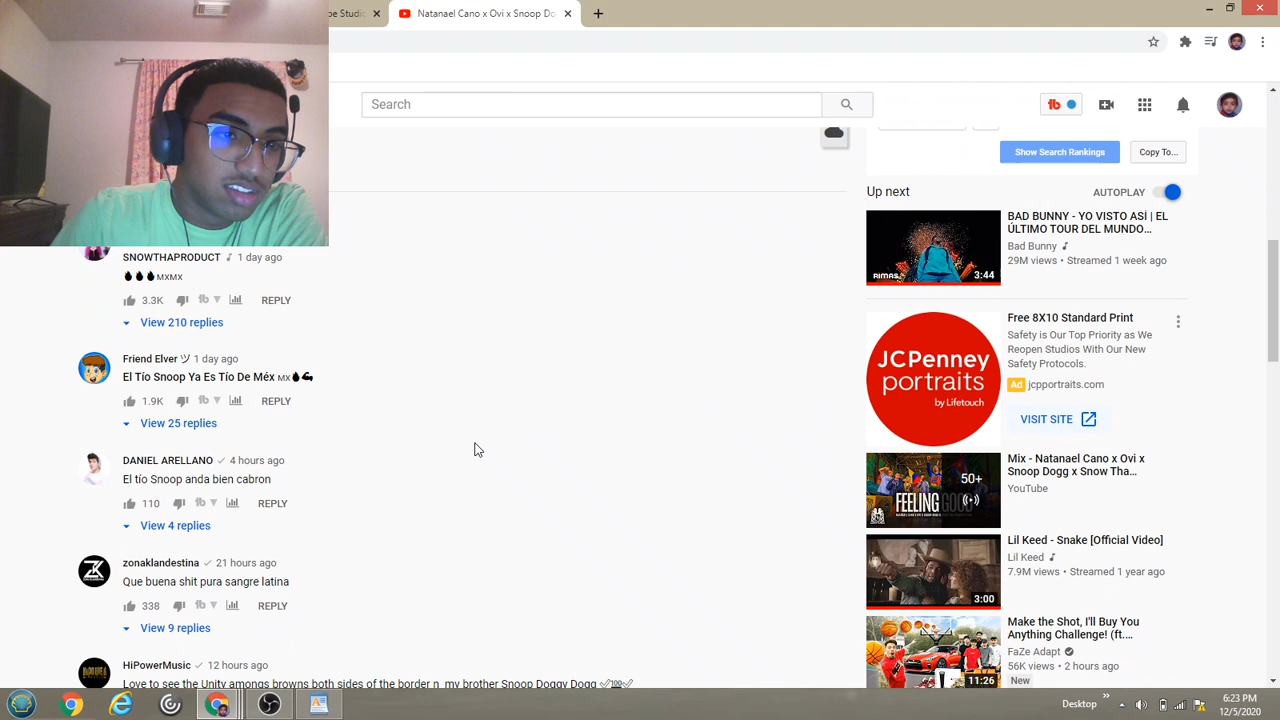 be Studi
Natanael Cano x Ovi x Snoop Do
Search
Show Search Rankings
Copy To...
Up next
AUTOPLAY
BAD BUNNY - YO VISTO ASÍ | EL
ÚLTIMO TOUR DEL MUNDO...
Bad Bunny
29M views • Streamed 1 week ago
RIMAS
3:44
SNOWTHAPRODUCT 1 day ago
MXMX
3.3K
REPLY
View 210 replies
Free 8X10 Standard Print
Safety is Our Top Priority as We
Reopen Studios With Our New
Safety Protocols.
Ad jcpportraits.com
VISIT SITE
JCPenney
portraits
by Lifetouch
Friend Elver ツ 1 day ago
El Tío Snoop Ya Es Tío De Méx MX
1.9K
REPLY
View 25 replies
DANIEL ARELLANO 4 hours ago
El tío Snoop anda bien cabron
110
REPLY
View 4 replies
Mix - Natanael Cano x Ovi x
Snoop Dogg x Snow Tha...
YouTube
50+
FEELING GOOD
zonaklandestina 21 hours ago
Que buena shit pura sangre latina
338
REPLY
View 9 replies
Lil Keed - Snake [Official Video]
Lil Keed
7.9M views • Streamed 1 year ago
3:00
Make the Shot, I'll Buy You
Anything Challenge! (ft....
FaZe Adapt
56K views • 2 hours ago
New
11:26
HiPowerMusic 12 hours ago
Love to see the Unity amongs browns both sides of the border n my brother Snoop Doggy Dogg
Desktop
6:23 PM
12/5/2020